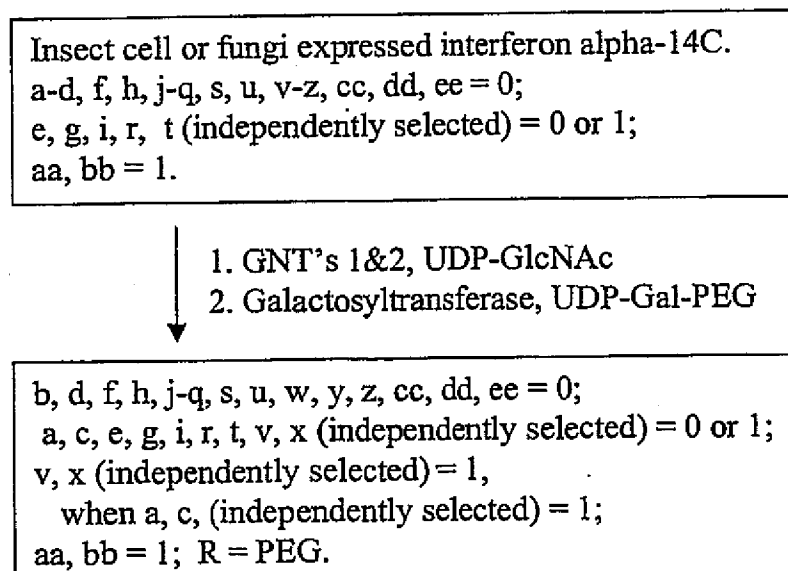 Insect cell or fungi expressed interferon alpha-14C.
a-d, f, h, j-q, s, u, v-z, cc, dd, ee = 0;
e, g, i, r, t (independently selected) = 0 or 1;
aa, bb = 1.
1. GNT's 1&2, UDP-GlcNAc
2. Galactosyltransferase, UDP-Gal-PEG
b, d, f, h, j-q, s, u, w, y, z, cc, dd, ee = 0;
a, c, e, g, i, r, t, v, x (independently selected) = 0 or 1;
v, x (independently selected) = 1,
when a, c, (independently selected) = 1;
aa, bb = 1; R = PEG.